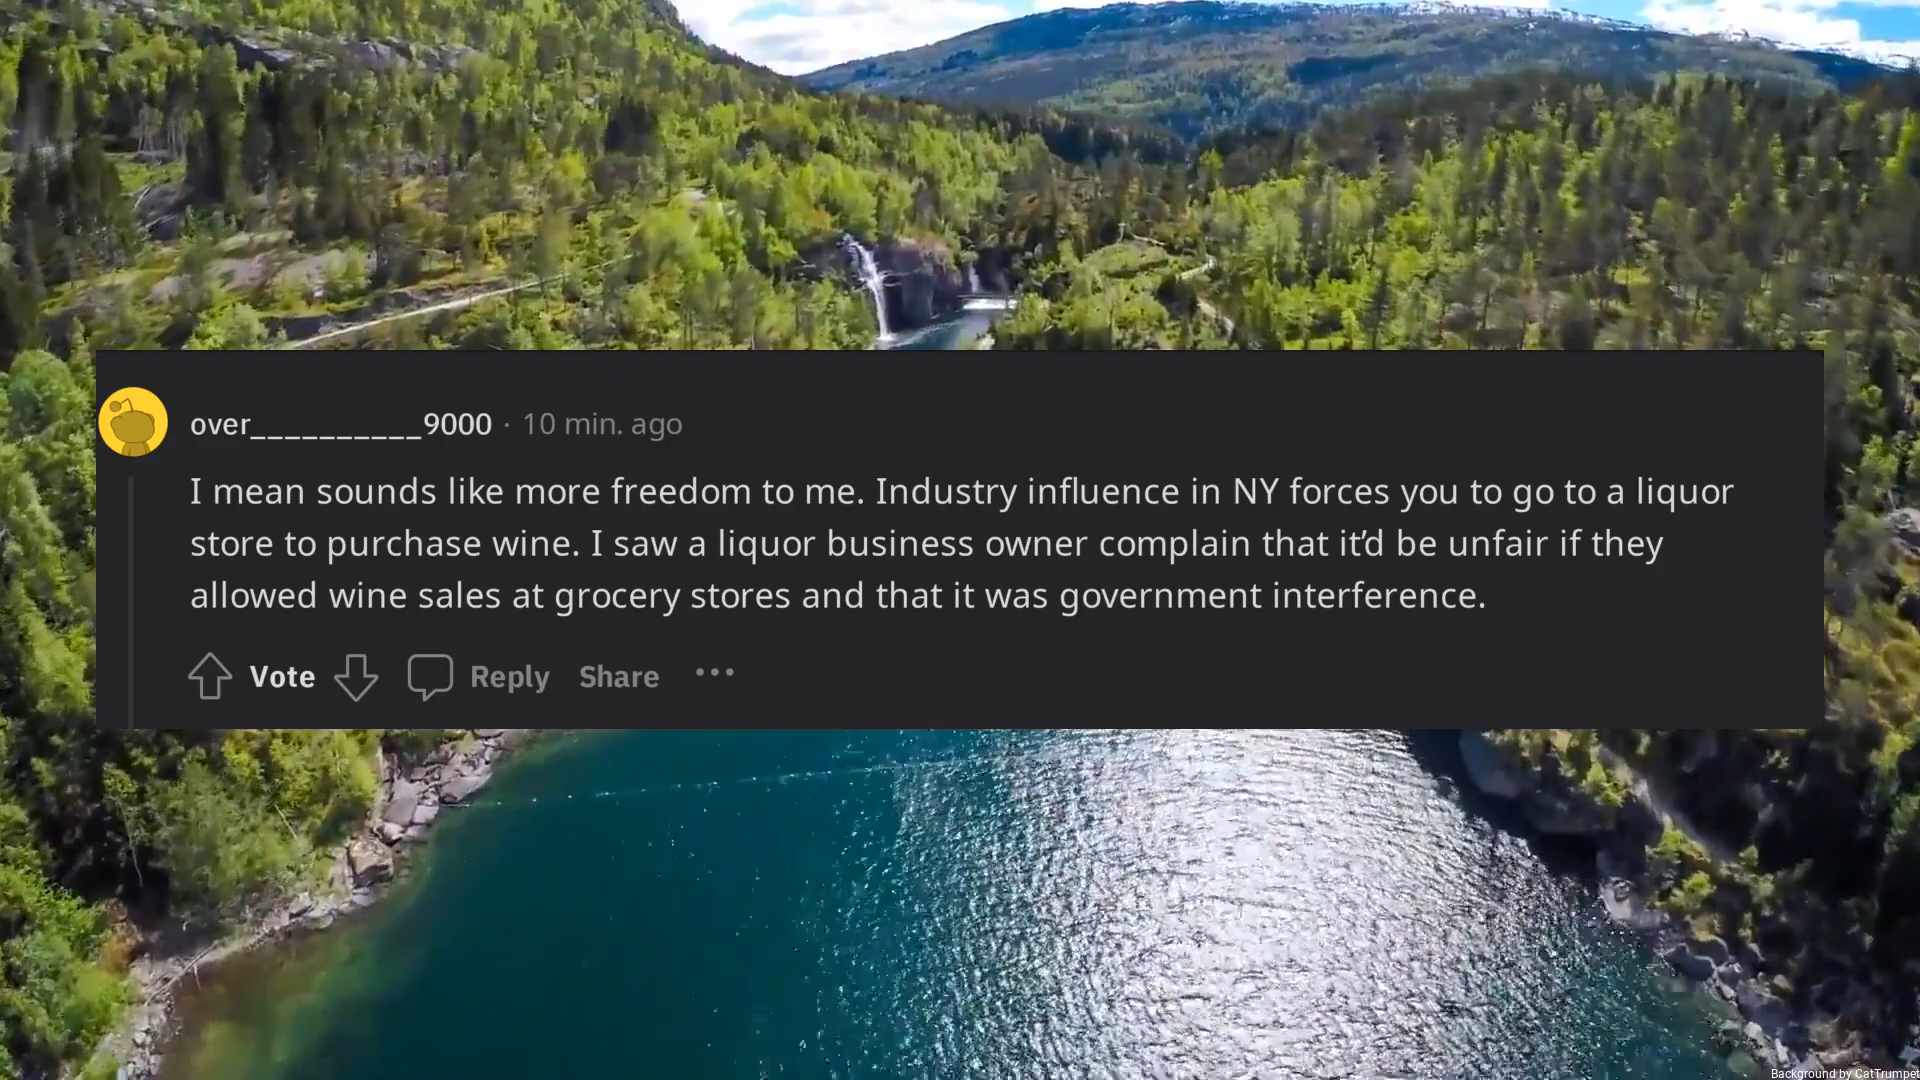 over__________9000 · 10 min. ago
I mean sounds like more freedom to me. Industry influence in NY forces you to go to a liquor
store to purchase wine. I saw a liquor business owner complain that it’d be unfair if they
allowed wine sales at grocery stores and that it was government interference.
Vote Reply Share ···
Background by CatTrumpet